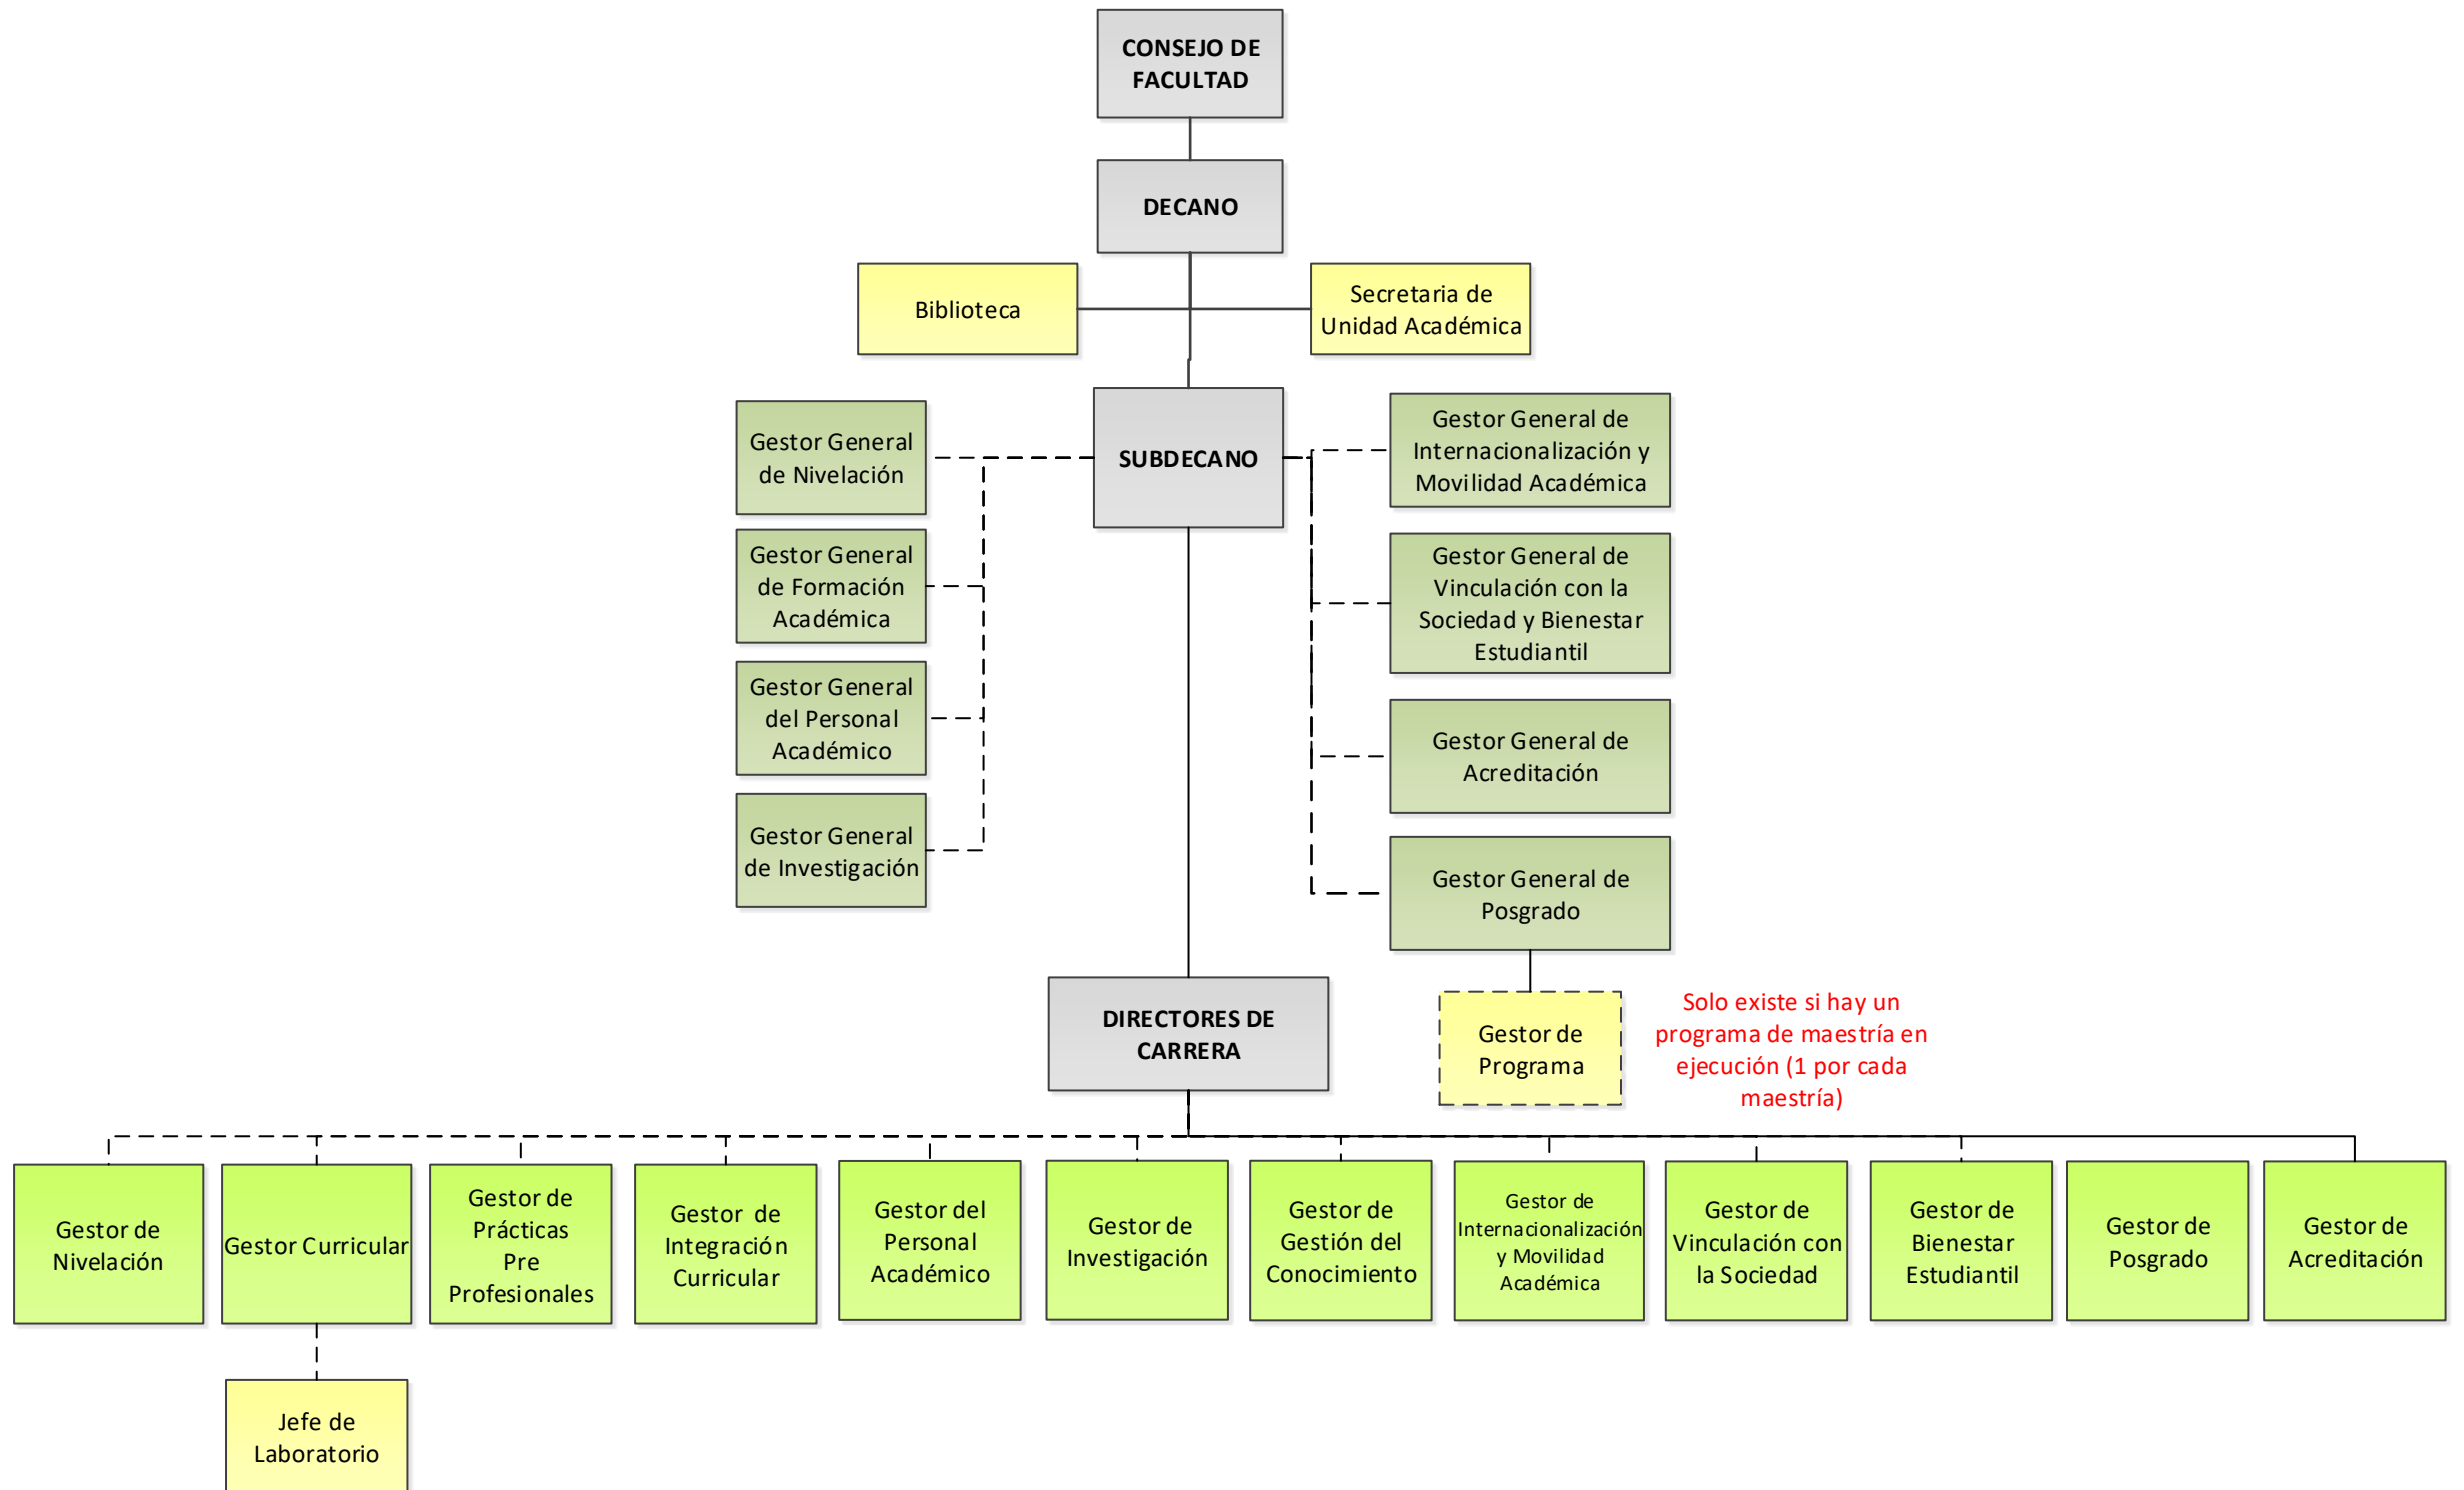 CONSEJO DE
FACULTAD
DECANO
Biblioteca
Secretaria de
Unidad Académica
SUBDECANO
Gestor General
de Nivelación
Gestor General
de Formación
Académica
Gestor General
del Personal
Académico
Gestor General
de Investigación
Gestor General de
Internacionalización y
Movilidad Académica
Gestor General de
Vinculación con la
Sociedad y Bienestar
Estudiantil
Gestor General de
Acreditación
Gestor General de
Posgrado
DIRECTORES DE
CARRERA
Gestor de
Programa
Solo existe si hay un
programa de maestría en
ejecución (1 por cada
maestría)
Gestor de
Nivelación
Gestor Curricular
Gestor de
Prácticas
Pre
Profesionales
Gestor de
Integración
Curricular
Gestor del
Personal
Académico
Gestor de
Investigación
Gestor de
Gestión del
Conocimiento
Gestor de
Internacionalización
y Movilidad
Académica
Gestor de
Vinculación con
la Sociedad
Gestor de
Bienestar
Estudiantil
Gestor de
Posgrado
Gestor de
Acreditación
Jefe de
Laboratorio